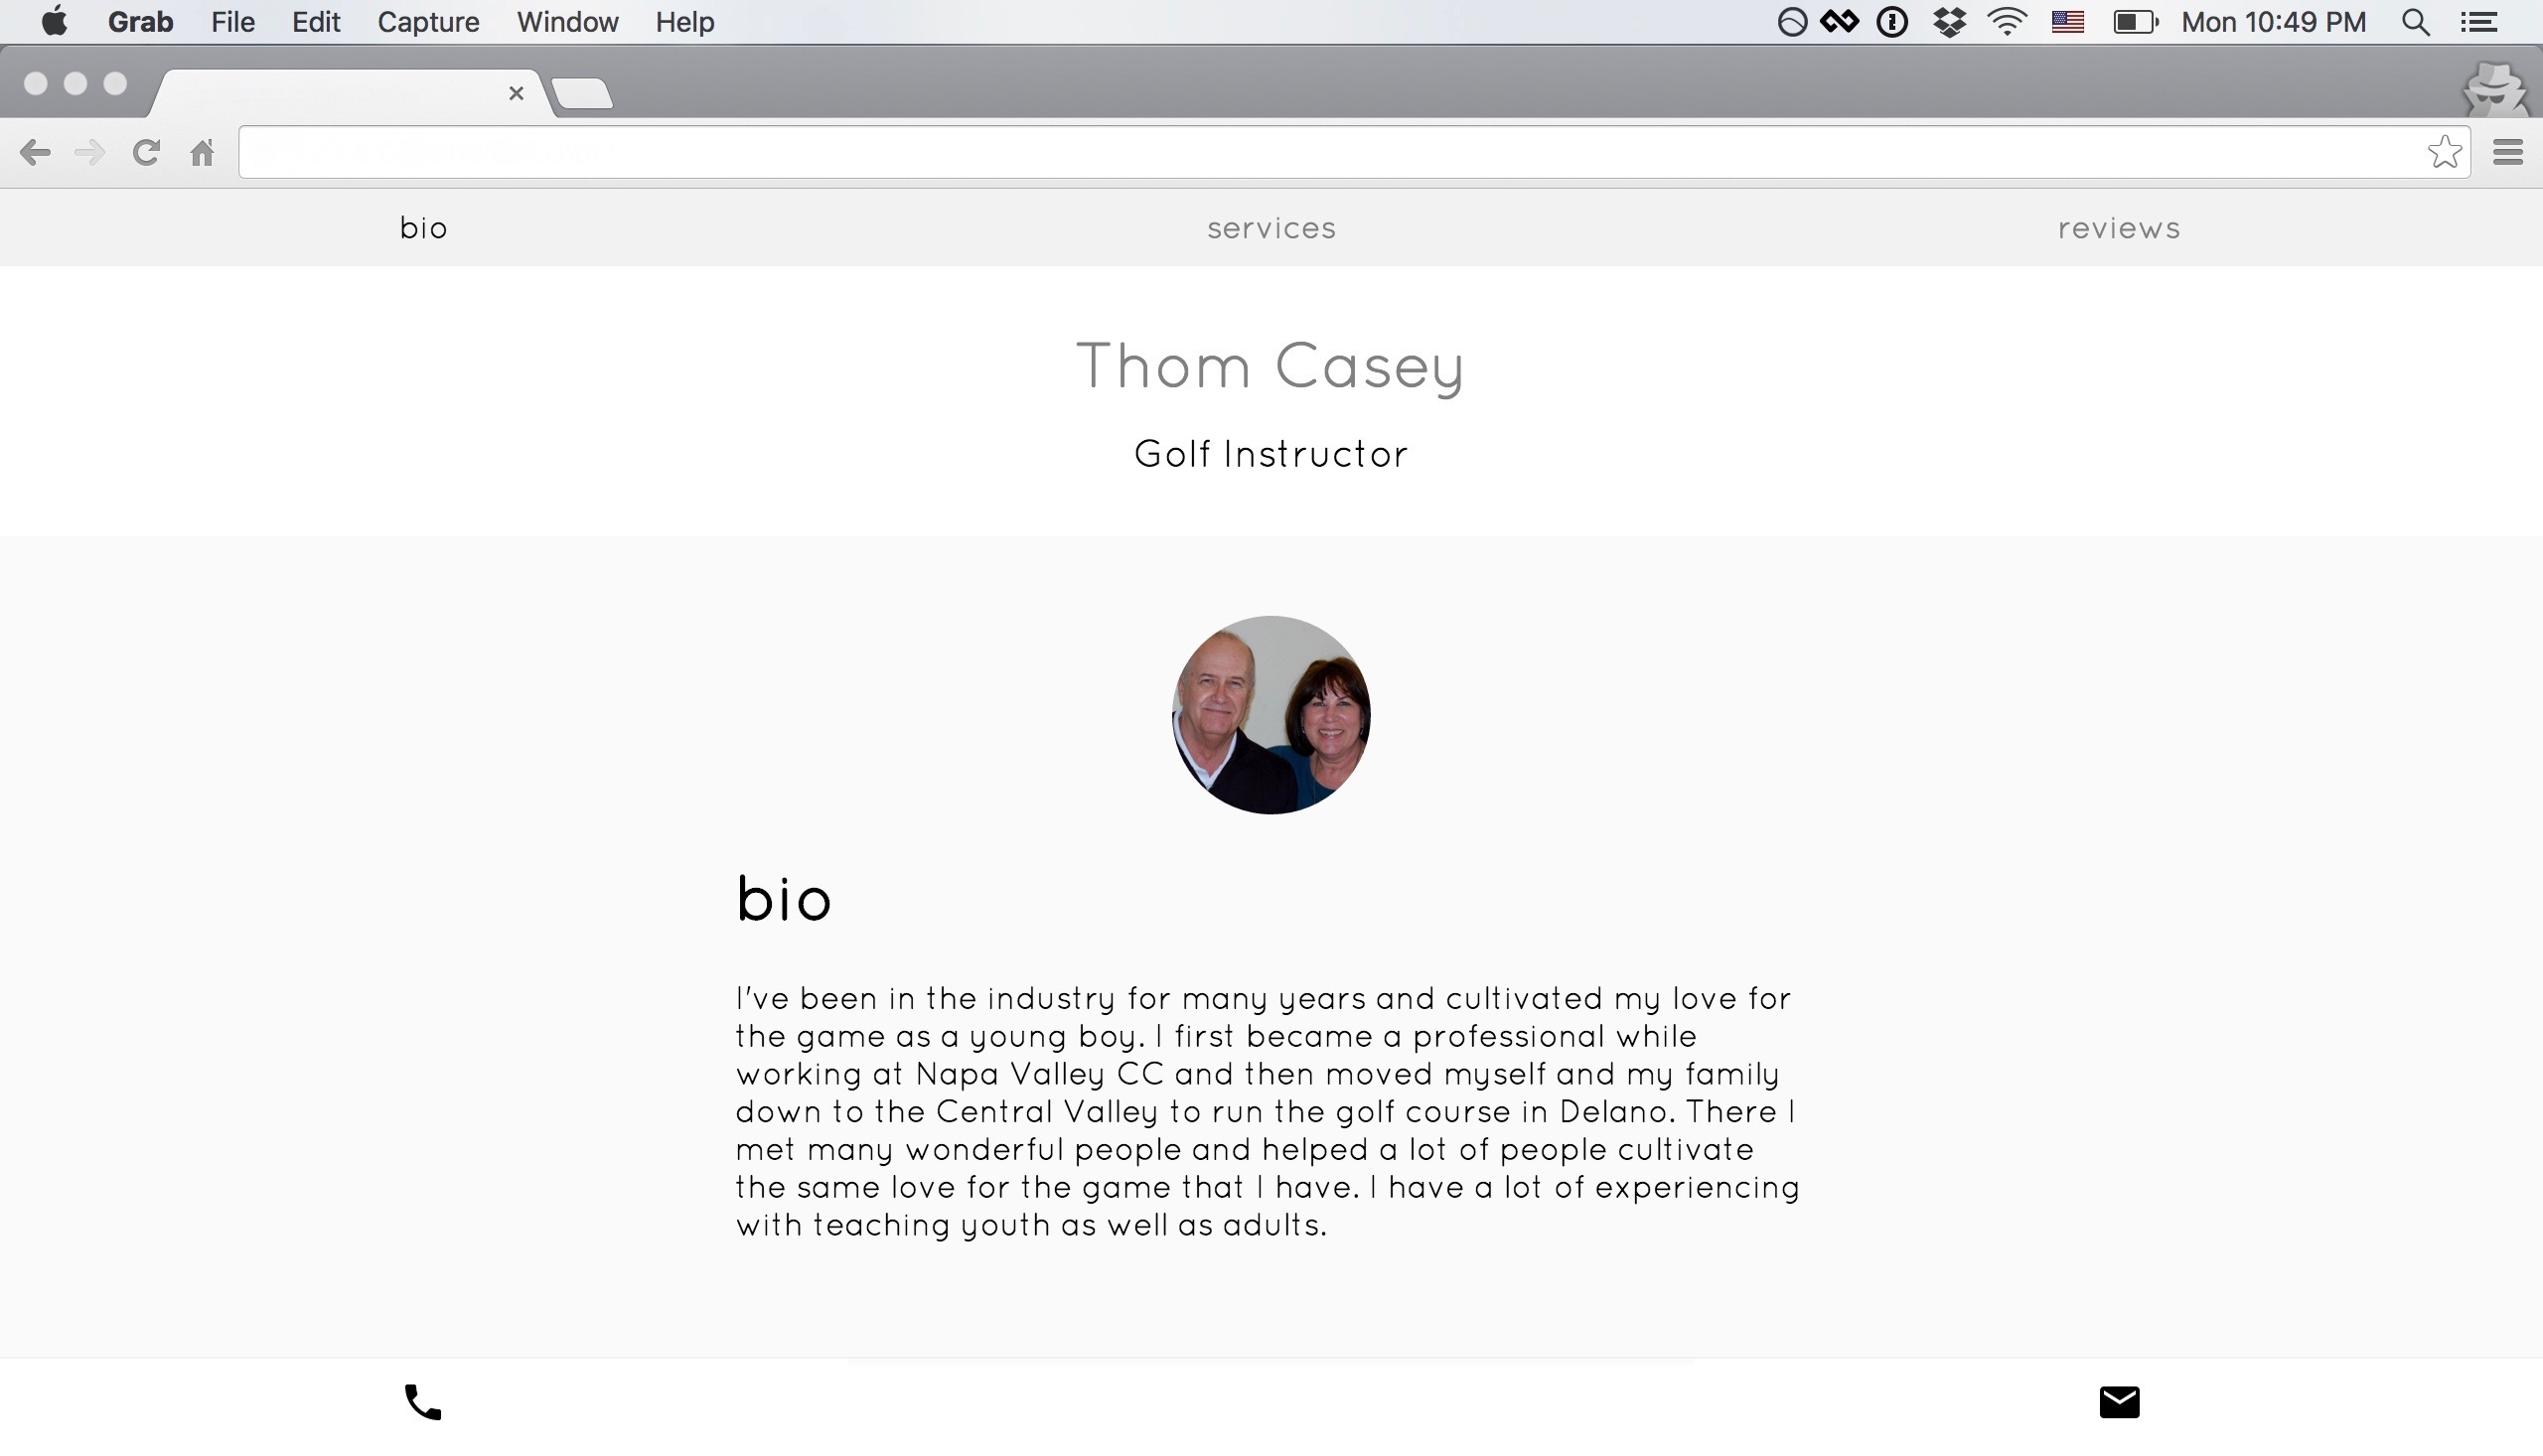 Grab File Edit Capture Window Help Mon 10:49 PM
bio services reviews
Thom Casey
Golf Instructor
bio
I've been in the industry for many years and cultivated my love for
the game as a young boy. I first became a professional while
working at Napa Valley CC and then moved myself and my family
down to the Central Valley to run the golf course in Delano. There I
met many wonderful people and helped a lot of people cultivate
the same love for the game that I have. I have a lot of experiencing
with teaching youth as well as adults.